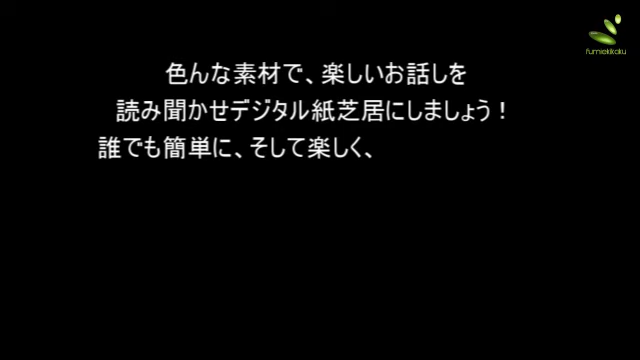 色んな素材で、楽しいお話しを
読み聞かせデジタル紙芝居にしましょう！
誰でも簡単に、そして楽しく、
fumiekikaku